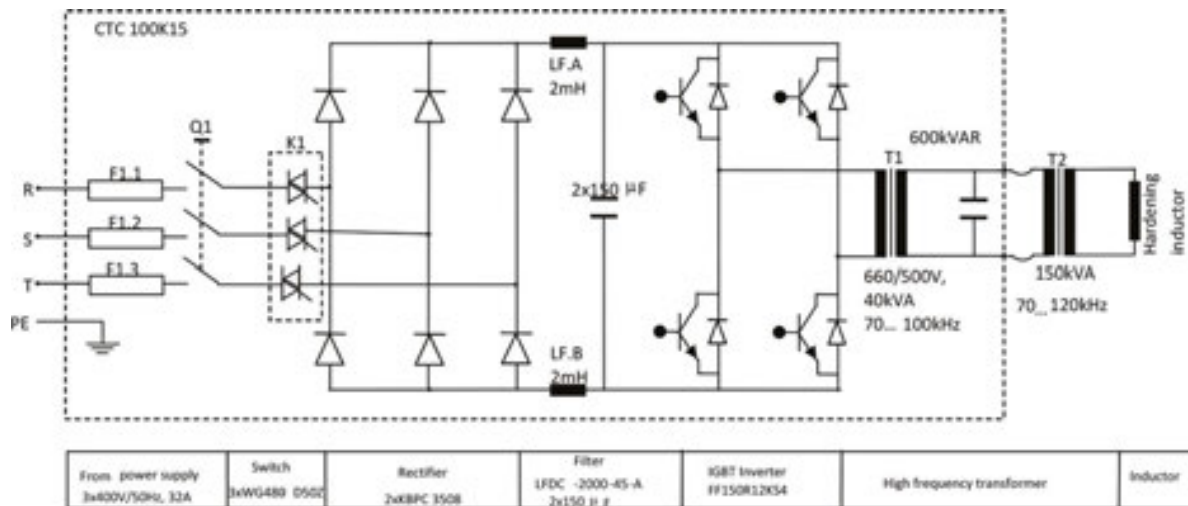 CTC 100K15
Q1
K1
R
F1.1
S
F1.2
T
F1.3
PE
LF.A
2mH
2x150 μF
LF.B
2mH
T1
600kVAR
T2
660/500V,
40kVA
70... 100kHz
150kVA
70... 120kHz
Hardening
inductor
From power supply
3x400V/50Hz, 32A
Switch
3xWG480 D50Z
Rectifier
2xKBPC 3508
Filter
LFDC -2000-45-A
2x150 μF
IGBT Inverter
FF150R12KS4
High frequency transformer
Inductor